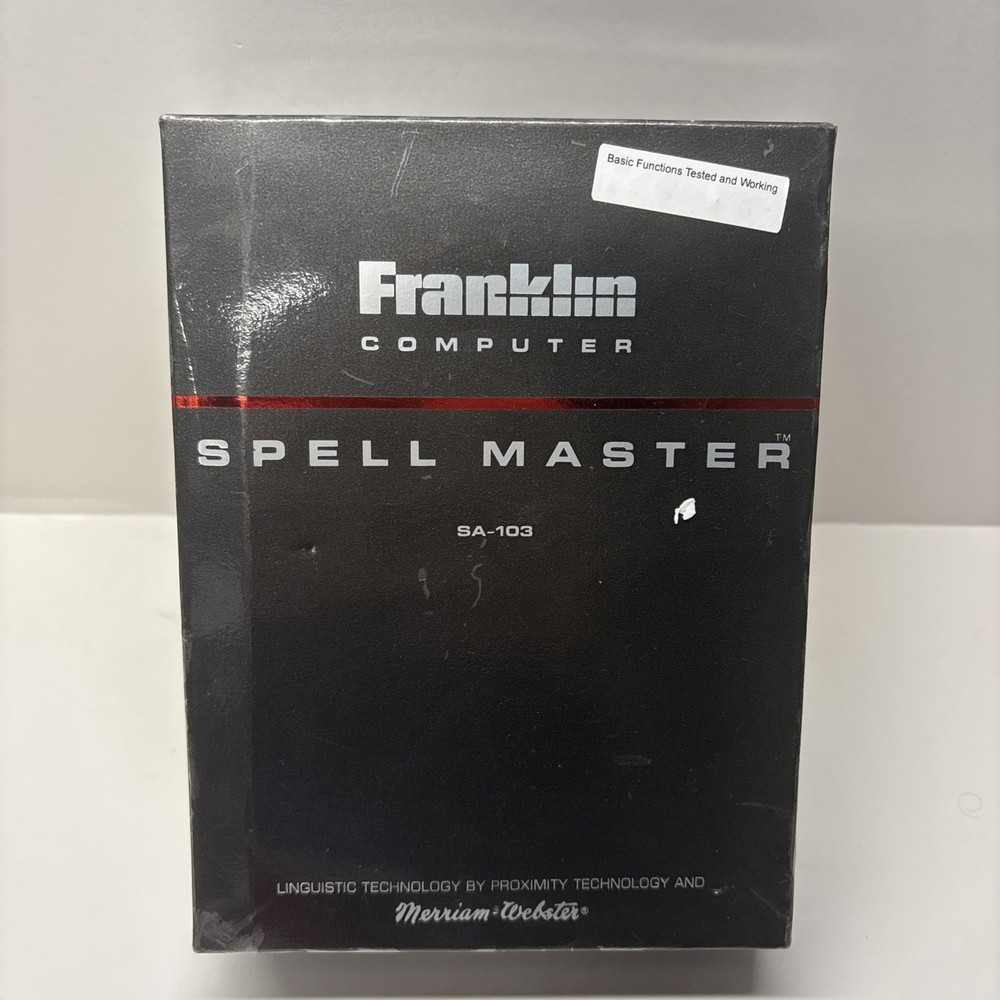 Basic Functions Tested and Working
Franklin
COMPUTER
SPELL MASTER™
SA-103
LINGUISTIC TECHNOLOGY BY PROXIMITY TECHNOLOGY AND
Merriam-Webster®